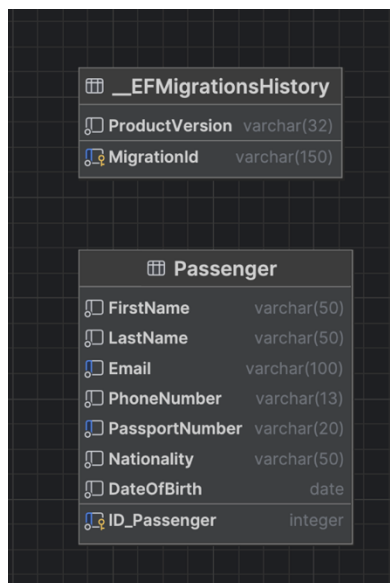 __EFMigrationsHistory
ProductVersion varchar(32)
MigrationId varchar(150)
Passenger
FirstName varchar(50)
LastName varchar(50)
Email varchar(100)
PhoneNumber varchar(13)
PassportNumber varchar(20)
Nationality varchar(50)
DateOfBirth date
ID_Passenger integer